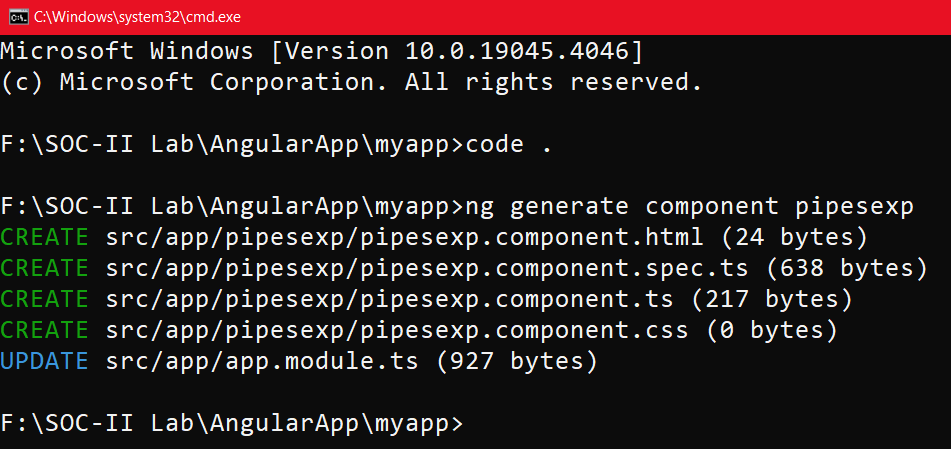 C:\Windows\system32\cmd.exe
Microsoft Windows [Version 10.0.19045.4046]
(c) Microsoft Corporation. All rights reserved.
F:\SOC-II Lab\AngularApp\myapp>code .
F:\SOC-II Lab\AngularApp\myapp>ng generate component pipesexp
CREATE src/app/pipesexp/pipesexp.component.html (24 bytes)
CREATE src/app/pipesexp/pipesexp.component.spec.ts (638 bytes)
CREATE src/app/pipesexp/pipesexp.component.ts (217 bytes)
CREATE src/app/pipesexp/pipesexp.component.css (0 bytes)
UPDATE src/app/app.module.ts (927 bytes)
F:\SOC-II Lab\AngularApp\myapp>